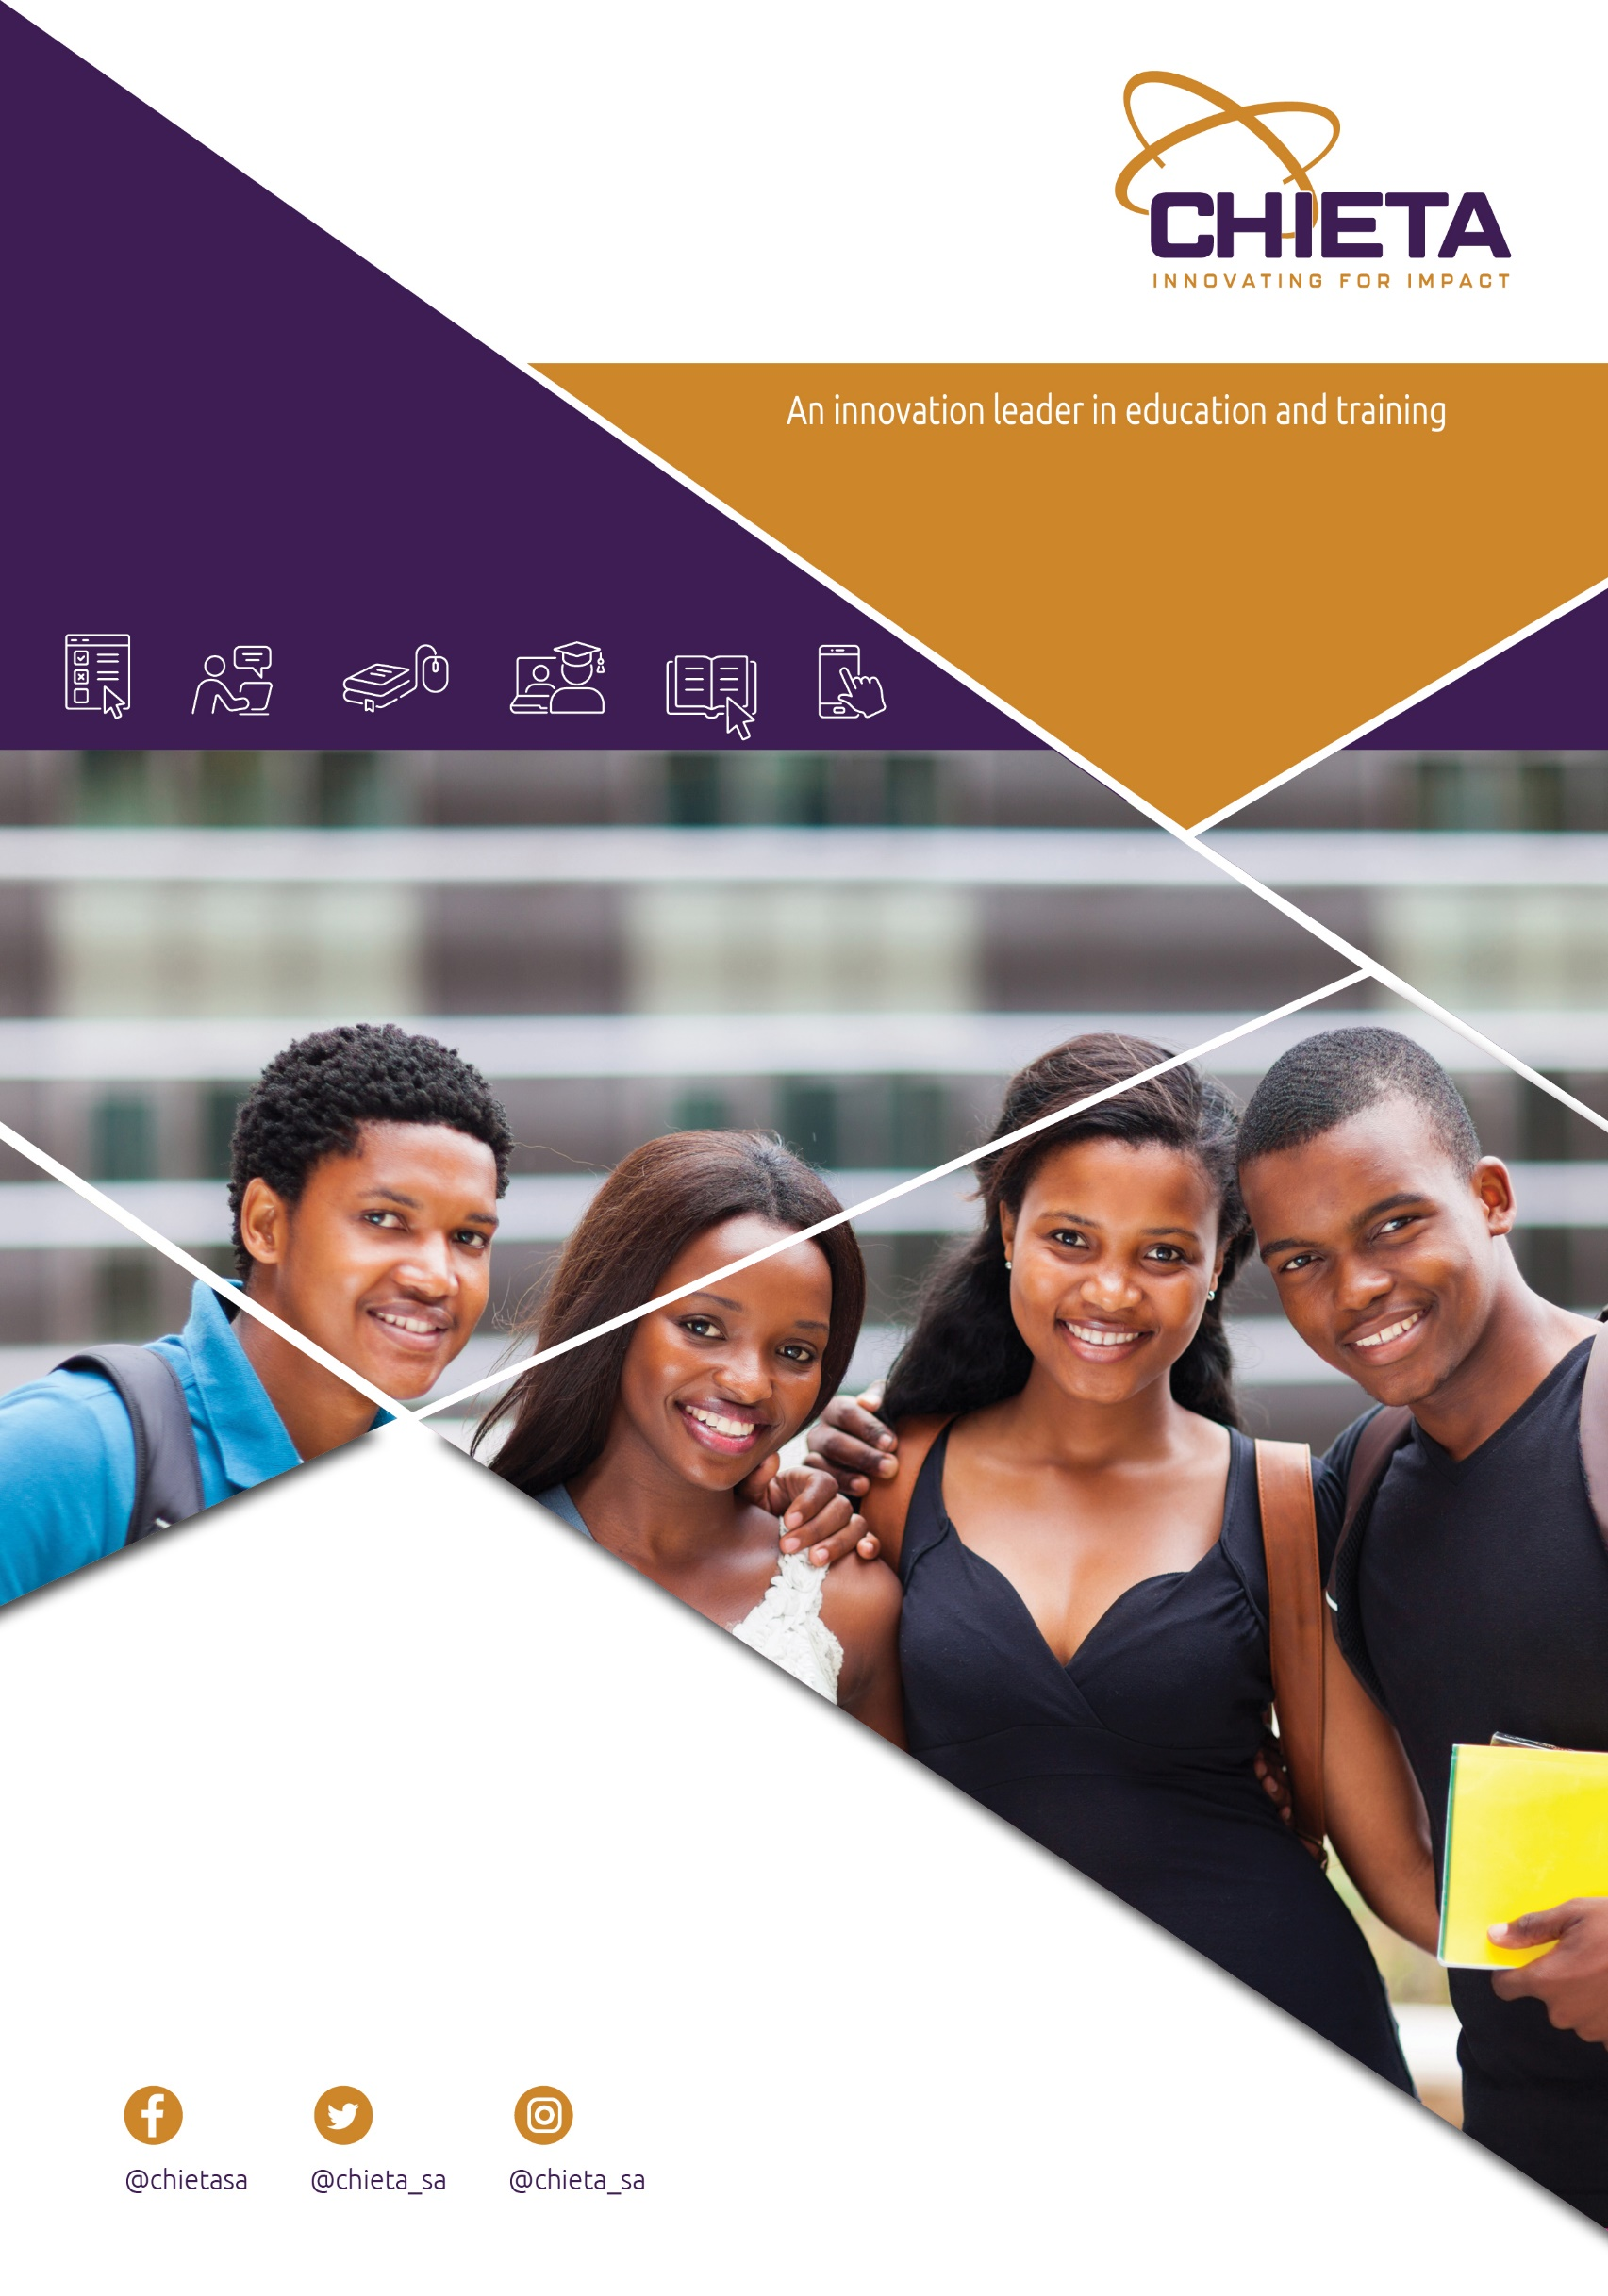 CHIETA
INNOVATING FOR IMPACT
An innovation leader in education and training
@chietasa
@chieta_sa
@chieta_sa